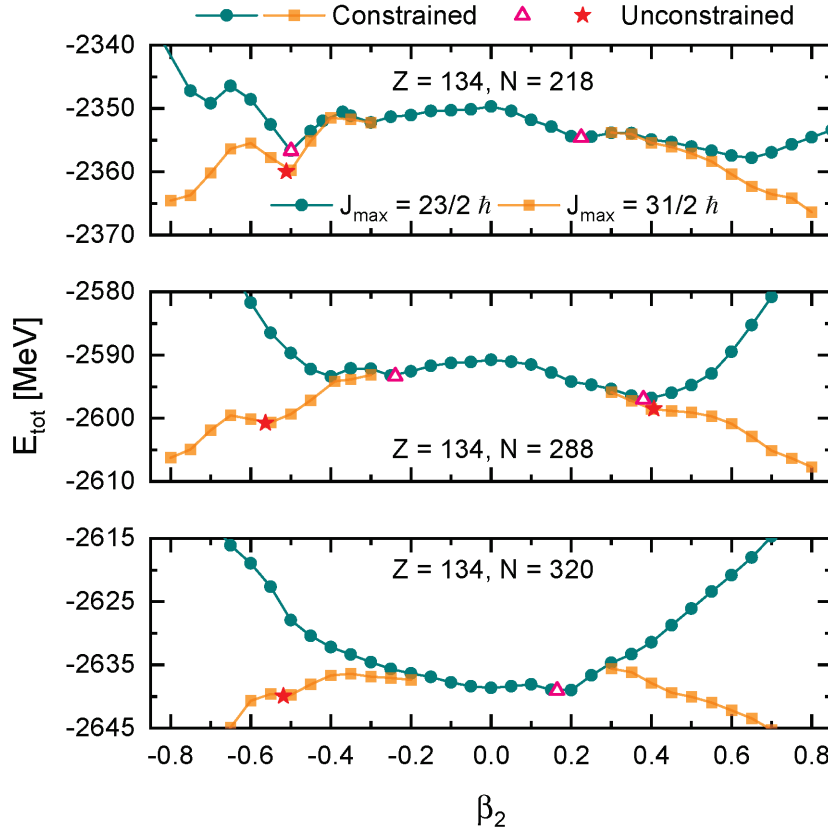 Constrained Unconstrained
-2340
Z = 134, N = 218
-2350
-2360
J_max = 23/2 ℏ J_max = 31/2 ℏ
-2370
-2580
-2590
-2600
Z = 134, N = 288
-2610
E_tot [MeV]
-2615
Z = 134, N = 320
-2625
-2635
-2645
-0.8 -0.6 -0.4 -0.2 0.0 0.2 0.4 0.6 0.8
β_2